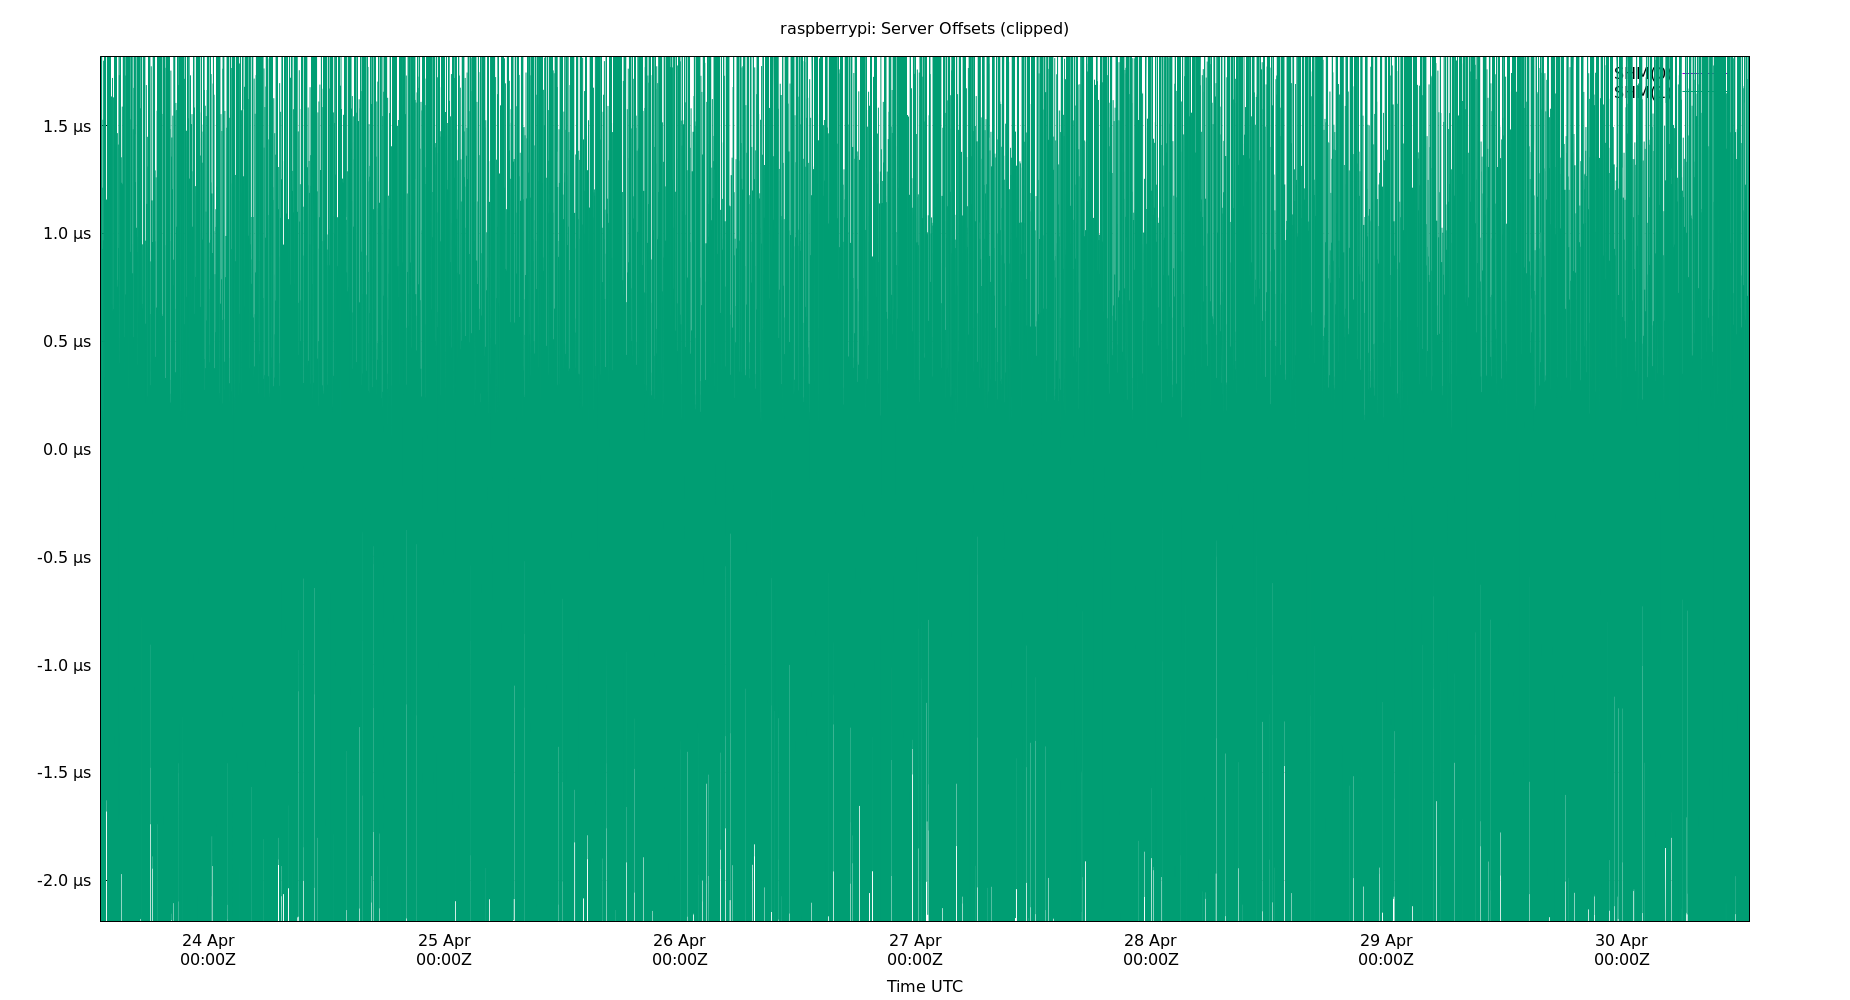 raspberrypi: Server Offsets (clipped)
SHM(0)
1.5 µs
1.0 µs
0.5 µs
0.0 µs
-0.5 µs
-1.0 µs
-1.5 µs
-2.0 µs
24 Apr
00:00Z
25 Apr
00:00Z
26 Apr
00:00Z
27 Apr
00:00Z
28 Apr
00:00Z
29 Apr
00:00Z
30 Apr
00:00Z
Time UTC